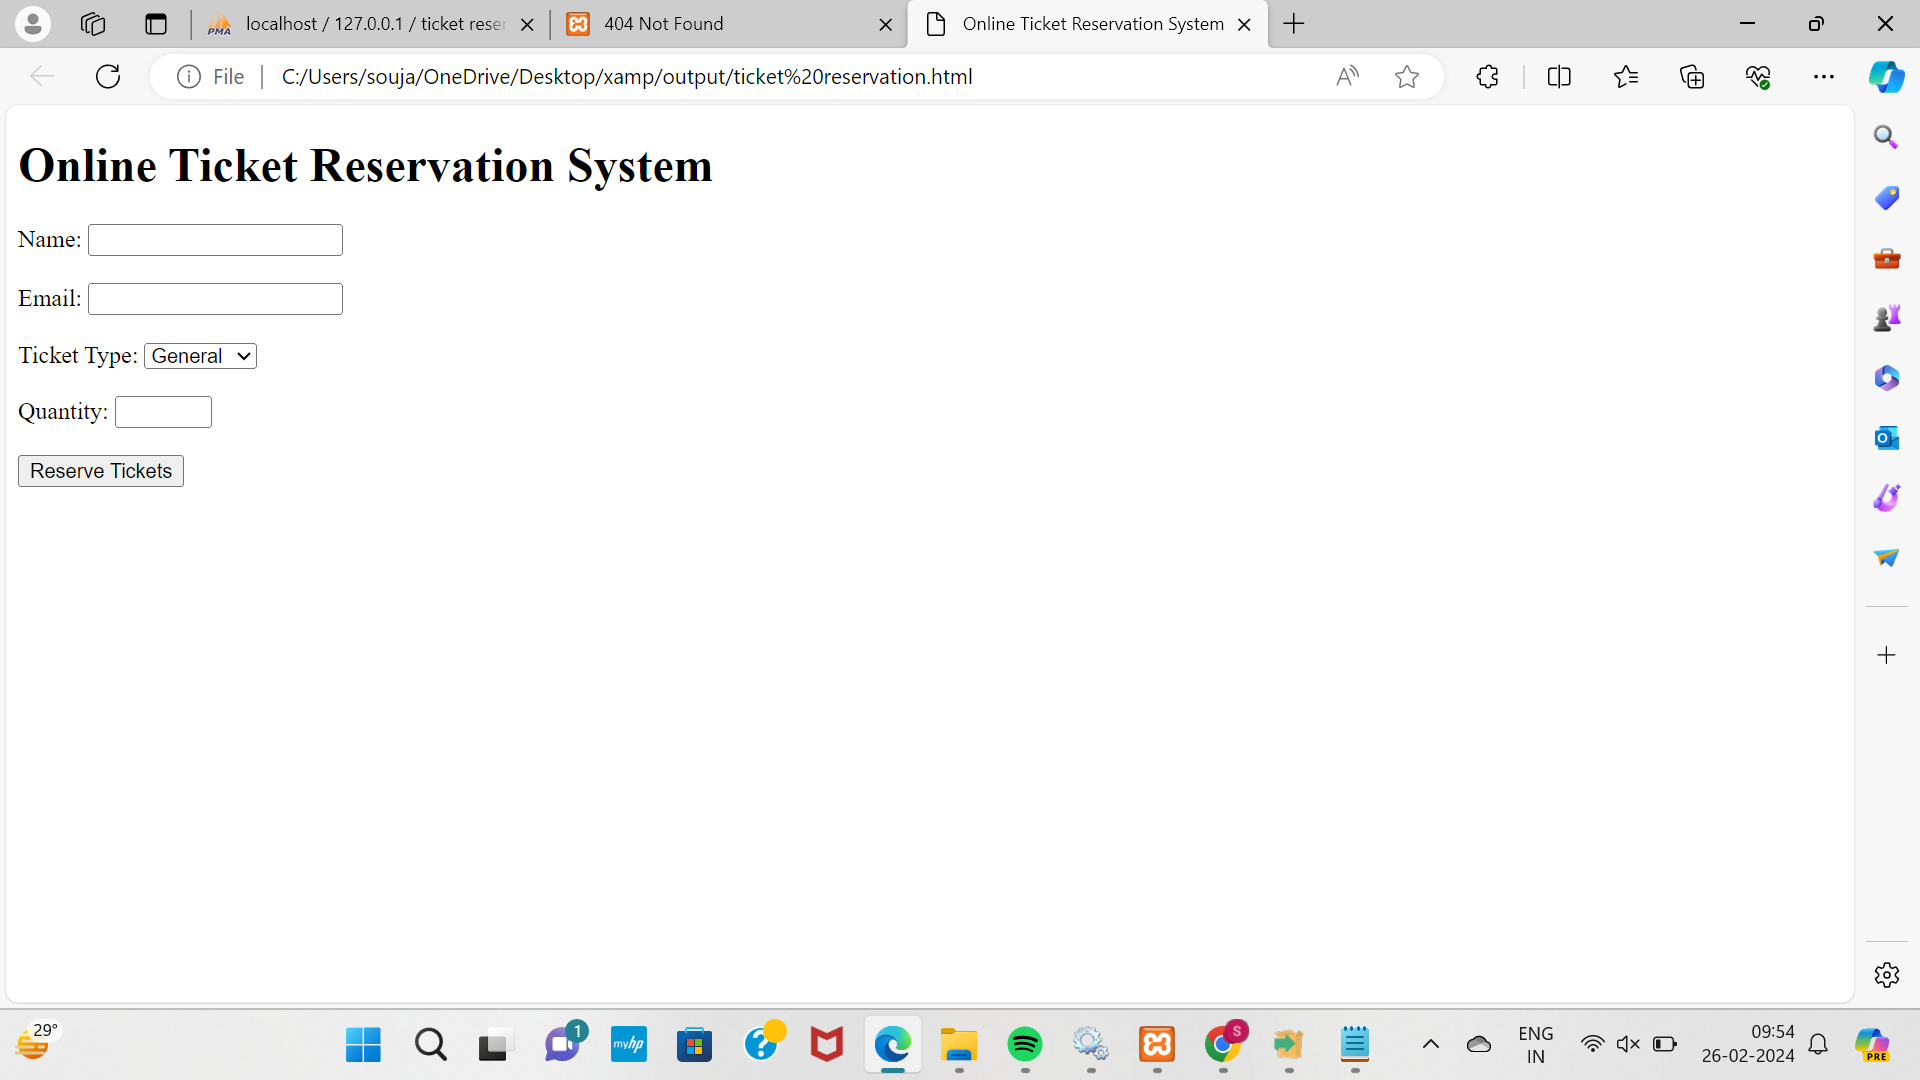 localhost / 127.0.0.1 / ticket reser
404 Not Found
Online Ticket Reservation System
File
C:/Users/souja/OneDrive/Desktop/xamp/output/ticket%20reservation.html
Online Ticket Reservation System
Name:
Email:
Ticket Type: General
Quantity:
Reserve Tickets
29°
1
myhp
S
ENG
IN
09:54
26-02-2024
PRE